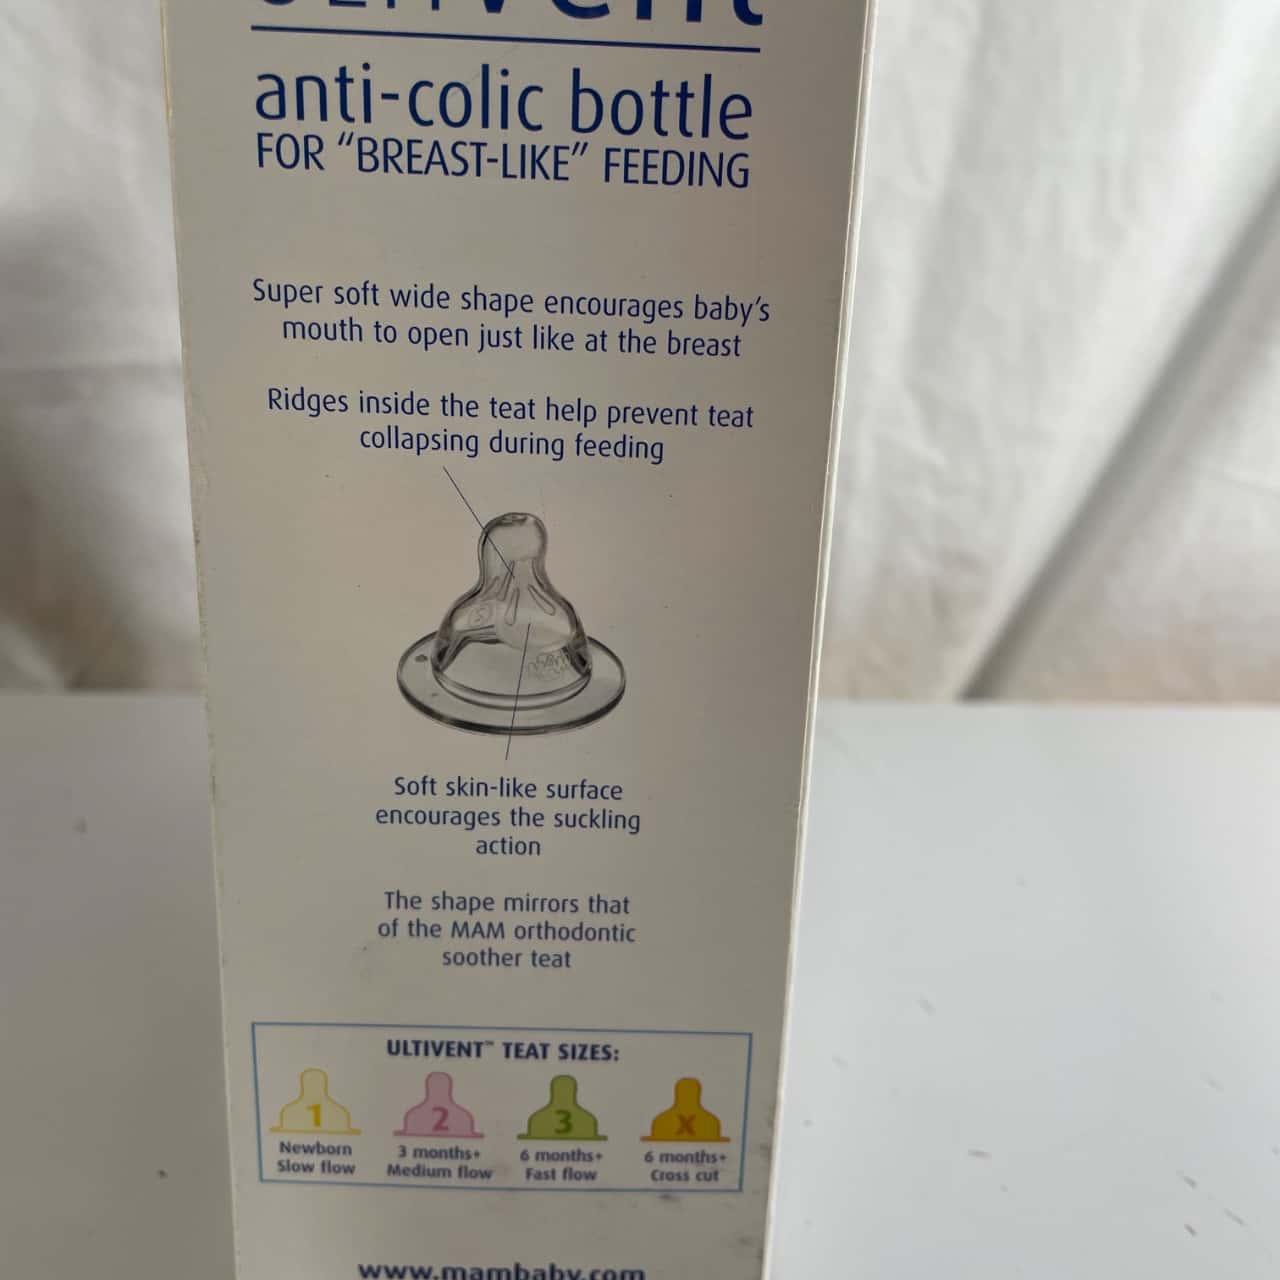 ULTIvent
anti-colic bottle
FOR “BREAST-LIKE” FEEDING
Super soft wide shape encourages baby’s
mouth to open just like at the breast
Ridges inside the teat help prevent teat
collapsing during feeding
Soft skin-like surface
encourages the suckling
action
The shape mirrors that
of the MAM orthodontic
soother teat
ULTIVENT™ TEAT SIZES:
1 2 3 X
Newborn 3 months+ 6 months+ 6 months+
Slow flow Medium flow Fast flow Cross cut
www.mambaby.com